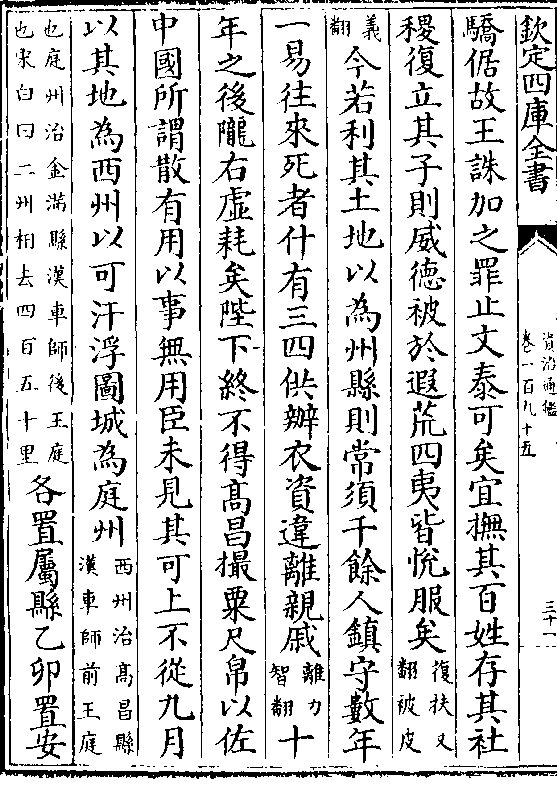 欽定四庫全書
資治通鑑
卷一百九十五
三十一
驕倨故王誅加之罪止文泰可矣宜撫其百姓存其社
稷復立其子則威德被於遐荒四夷皆悅服矣復扶又翻被皮
義翻今若利其土地以為州縣則常須千餘人鎮守數年
一易往來死者什有三四供辦衣資違離親戚離力智翻十
年之後隴右虛耗矣陛下終不得高昌撮粟尺帛以佐
中國所謂散有用以事無用臣未見其可上不從九月
以其地為西州以可汗浮圖城為庭州西州治高昌縣漢車師前王庭
也庭州治金滿縣漢車師後王庭也宋白曰二州相去四百五十里各置屬縣乙卯置安